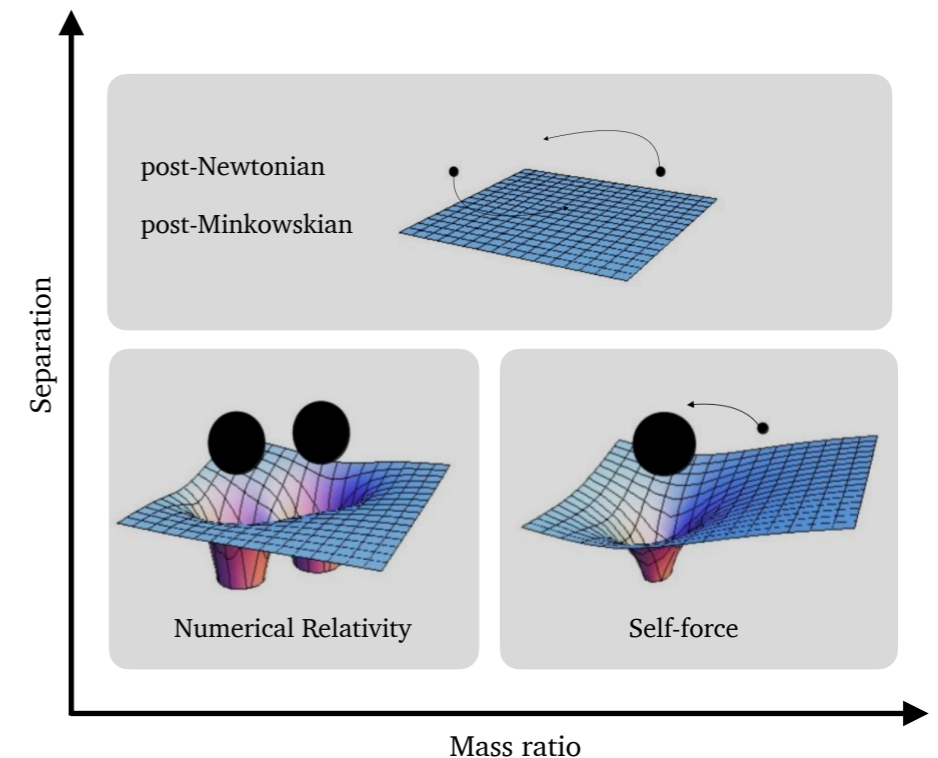 post-Newtonian
post-Minkowskian
Separation
Numerical Relativity
Self-force
Mass ratio